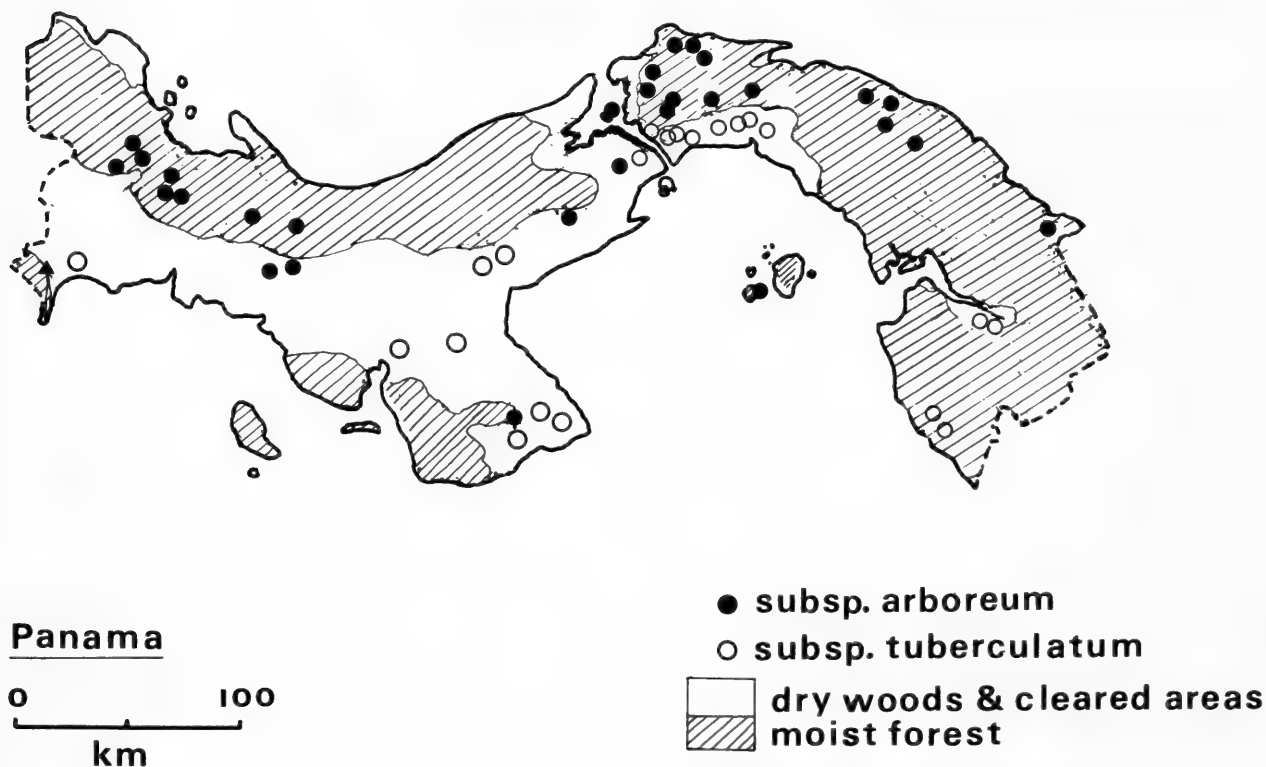 subsp. arboreum
subsp. tuberculatum
dry woods & cleared areas
moist forest
Panama
0 100
km